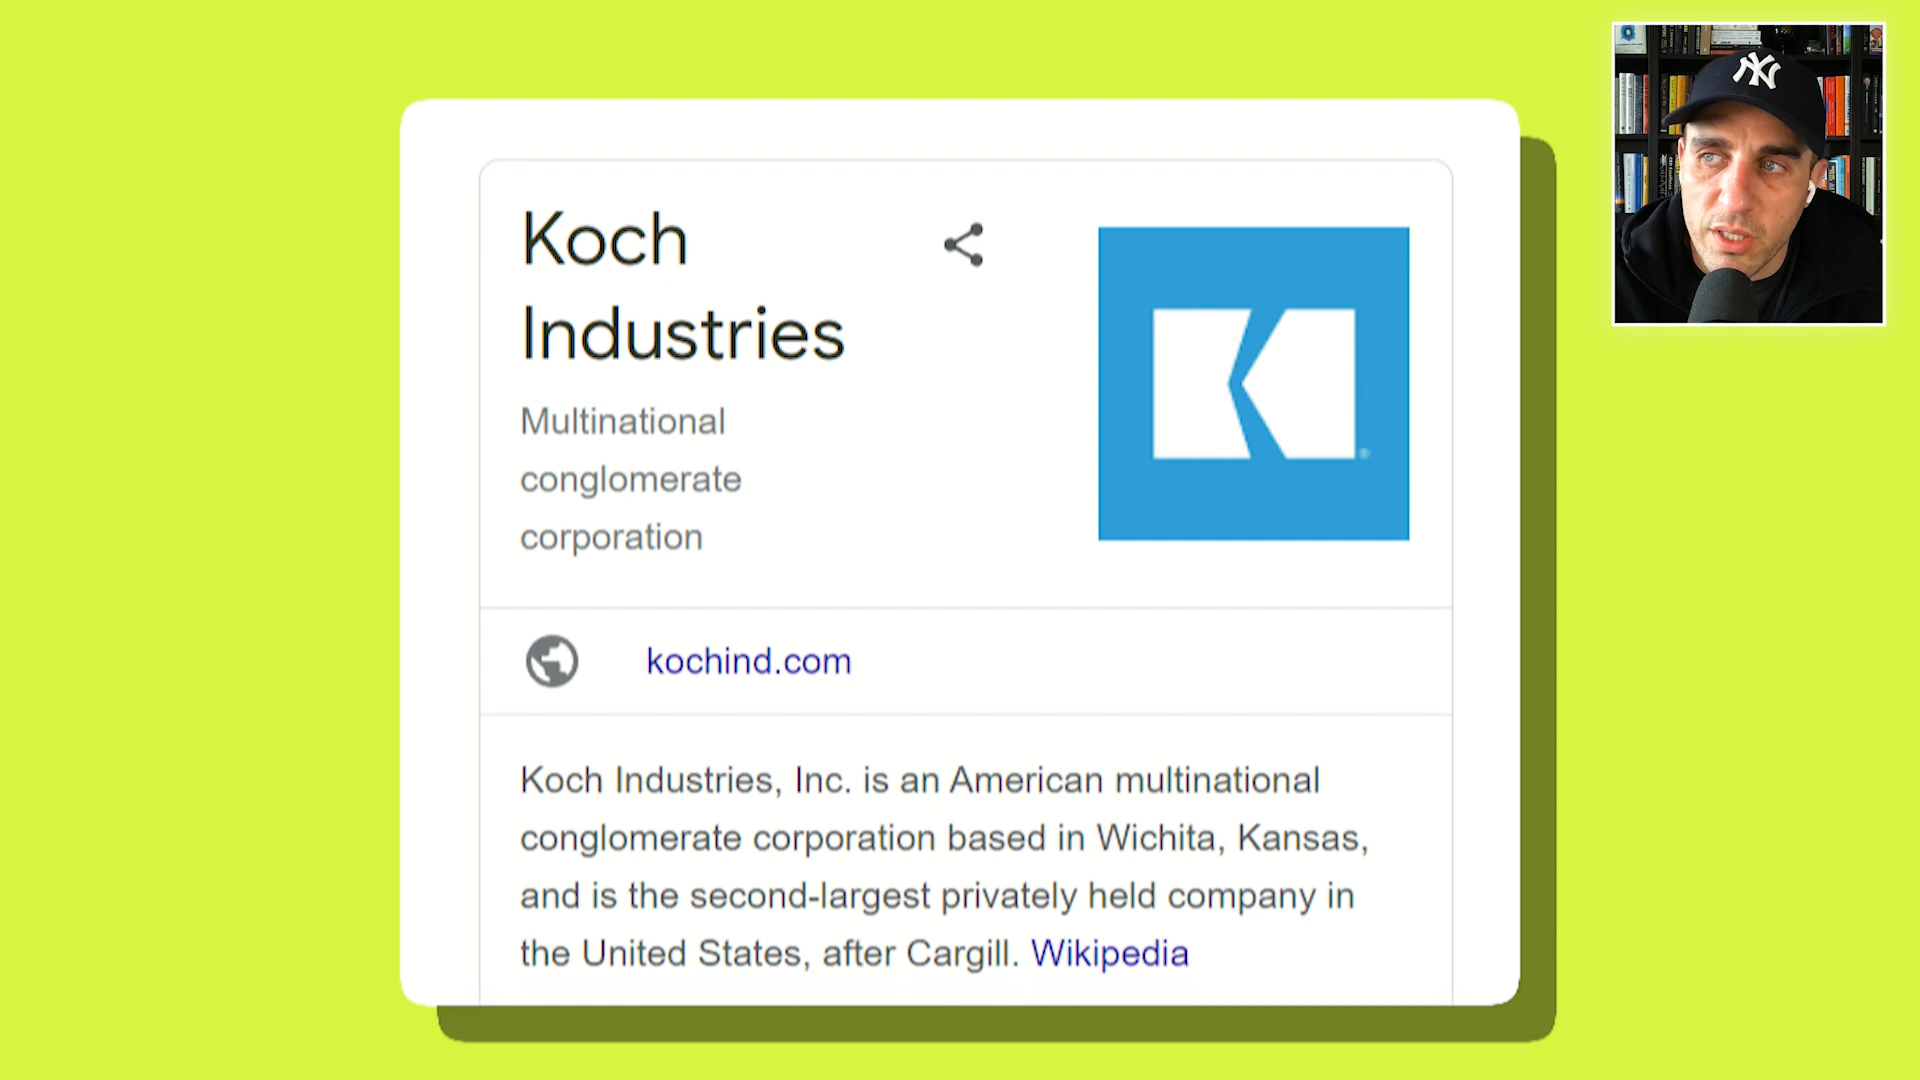 Koch
Industries
Multinational
conglomerate
corporation
kochind.com
Koch Industries, Inc. is an American multinational
conglomerate corporation based in Wichita, Kansas,
and is the second-largest privately held company in
the United States, after Cargill. Wikipedia
NY